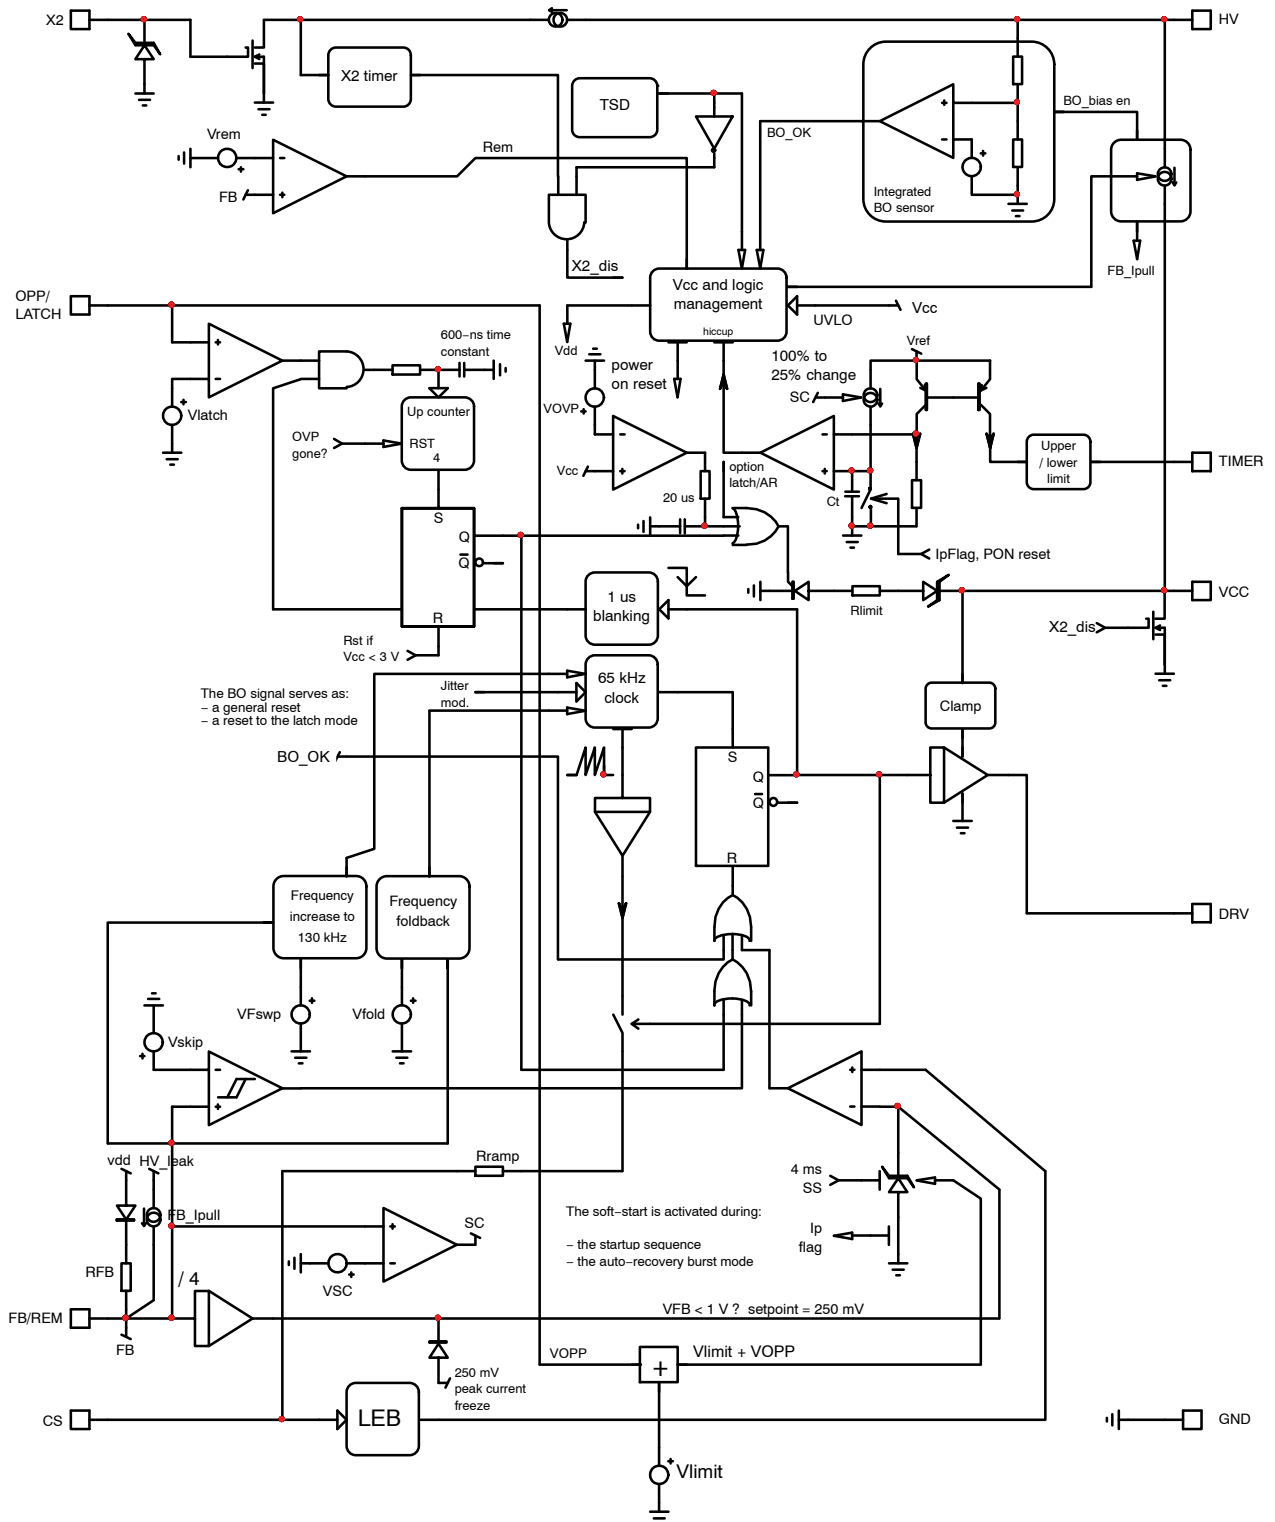 X2
HV
X2 timer
TSD
BO_OK
BO_bias en
Vrem
FB
Rem
Integrated
BO sensor
FB_Ipull
X2_dis
OPP/
LATCH
Vcc and logic
management
hiccup
UVLO
Vcc
Vdd
600–ns time
constant
Vlatch
Up counter
RST
4
OVP
gone?
power
on reset
VOVP
Vcc
20 us
option
latch/AR
100% to
25% change
SC
Vref
Ct
Upper
/ lower
limit
TIMER
IpFlag, PON reset
S
Q
Q
R
Rst if
Vcc < 3 V
1 us
blanking
Rlimit
VCC
X2_dis
Clamp
The BO signal serves as:
– a general reset
– a reset to the latch mode
Jitter
mod.
65 kHz
clock
BO_OK
S
Q
Q
R
DRV
Frequency
increase to
130 kHz
Frequency
foldback
VFswp
Vfold
Vskip
vdd
HV_leak
FB_Ipull
RFB
/ 4
Rramp
SC
VSC
4 ms
SS
Ip
flag
The soft–start is activated during:
– the startup sequence
– the auto–recovery burst mode
FB/REM
FB
VFB < 1 V ? setpoint = 250 mV
250 mV
peak current
freeze
VOPP
+
Vlimit + VOPP
CS
LEB
Vlimit
GND